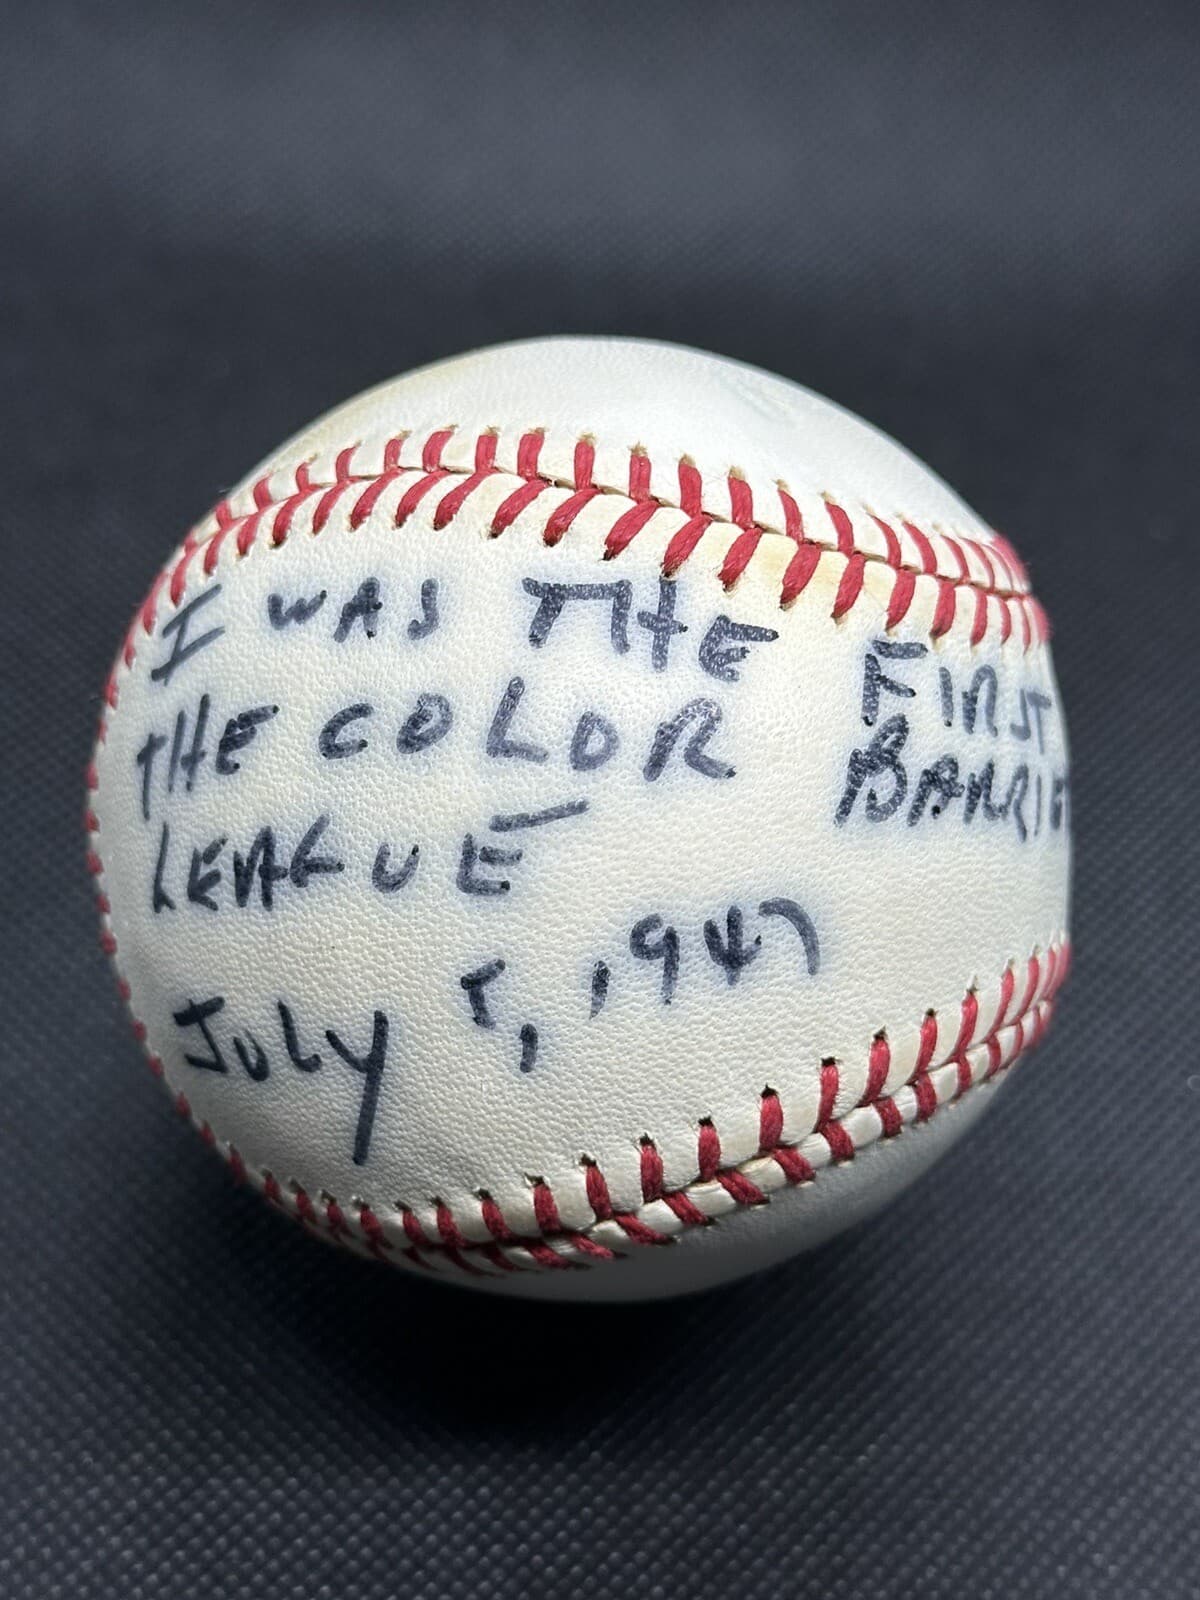 I WAS THE FIRST
THE COLOR BARRIE
LEAGUE
July 5, 1947